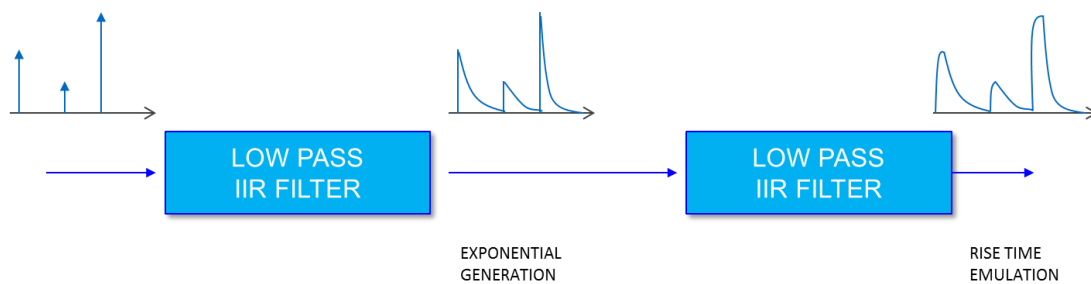 LOW PASS
IIR FILTER
LOW PASS
IIR FILTER
EXPONENTIAL
GENERATION
RISE TIME
EMULATION